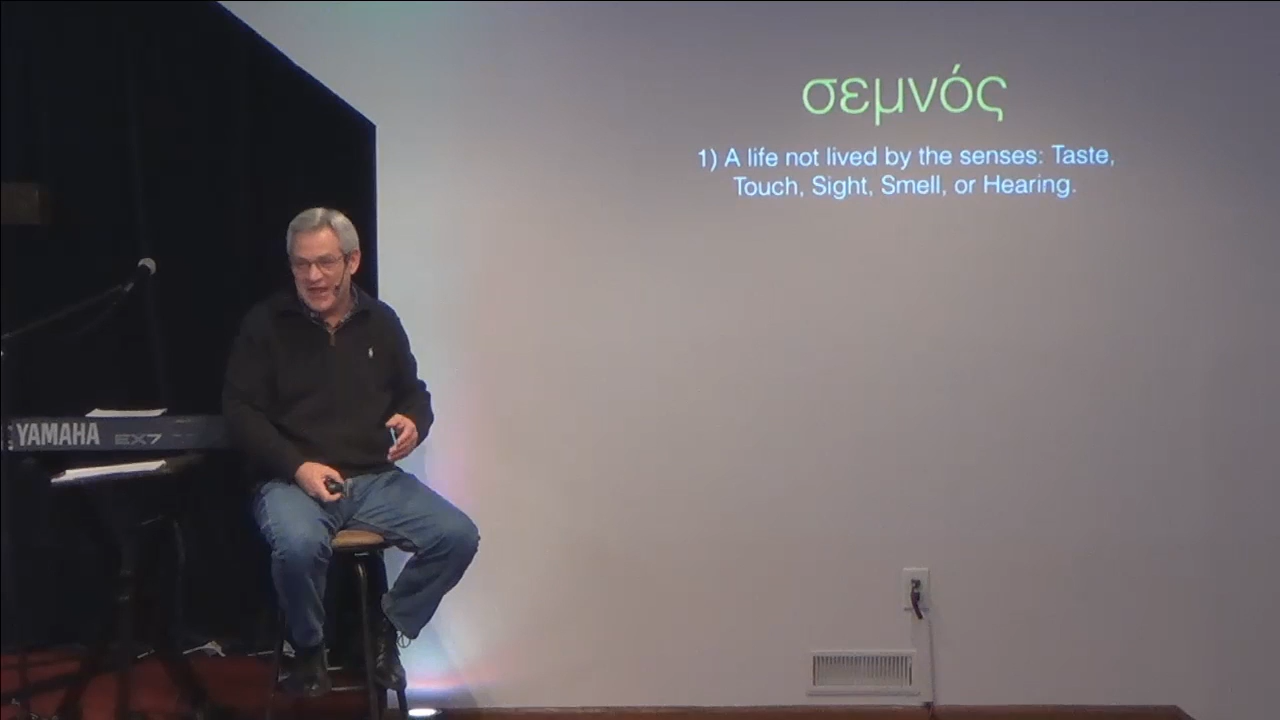 σεμνός
1) A life not lived by the senses: Taste,
Touch, Sight, Smell, or Hearing.
YAMAHA EX7